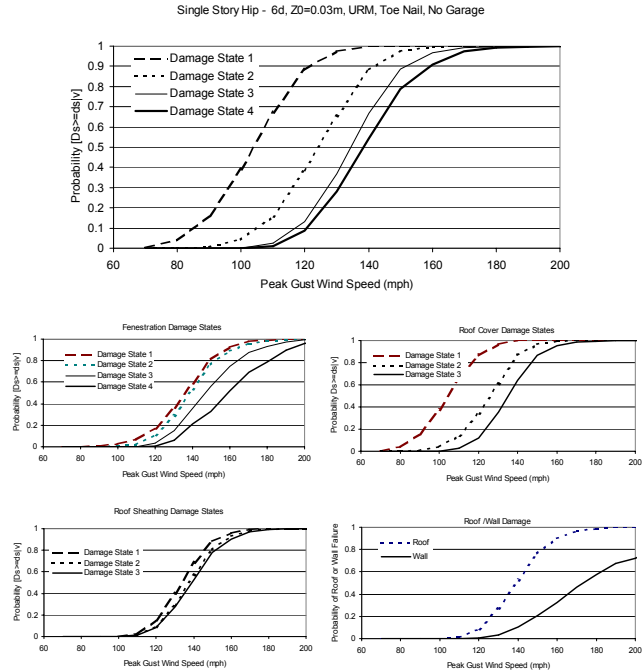 Single Story Hip - 6d, Z0=0.03m, URM, Toe Nail, No Garage
Probability [Ds>=ds|v]
1
0.9
0.8
0.7
0.6
0.5
0.4
0.3
0.2
0.1
0
Damage State 1
Damage State 2
Damage State 3
Damage State 4
60 80 100 120 140 160 180 200
Peak Gust Wind Speed (mph)
Fenestration Damage States
Probability [Ds>=ds|v]
1
0.8
0.6
0.4
0.2
0
Damage State 1
Damage State 2
Damage State 3
Damage State 4
60 80 100 120 140 160 180 200
Peak Gust Wind Speed (mph)
Roof Cover Damage States
Probability Ds>=ds|v]
1
0.8
0.6
0.4
0.2
0
Damage State 1
Damage State 2
Damage State 3
60 80 100 120 140 160 180 200
Peak Gust Wind Speed (mph)
Roof Sheathing Damage States
Probability [Ds>=ds|v]
1
0.8
0.6
0.4
0.2
0
Damage State 1
Damage State 2
Damage State 3
60 80 100 120 140 160 180 200
Peak Gust Wind Speed (mph)
Roof /Wall Damage
Probability of Roof or Wall Failure
1
0.8
0.6
0.4
0.2
0
Roof
Wall
60 80 100 120 140 160 180 200
Peak Gust Wind Speed (mph)